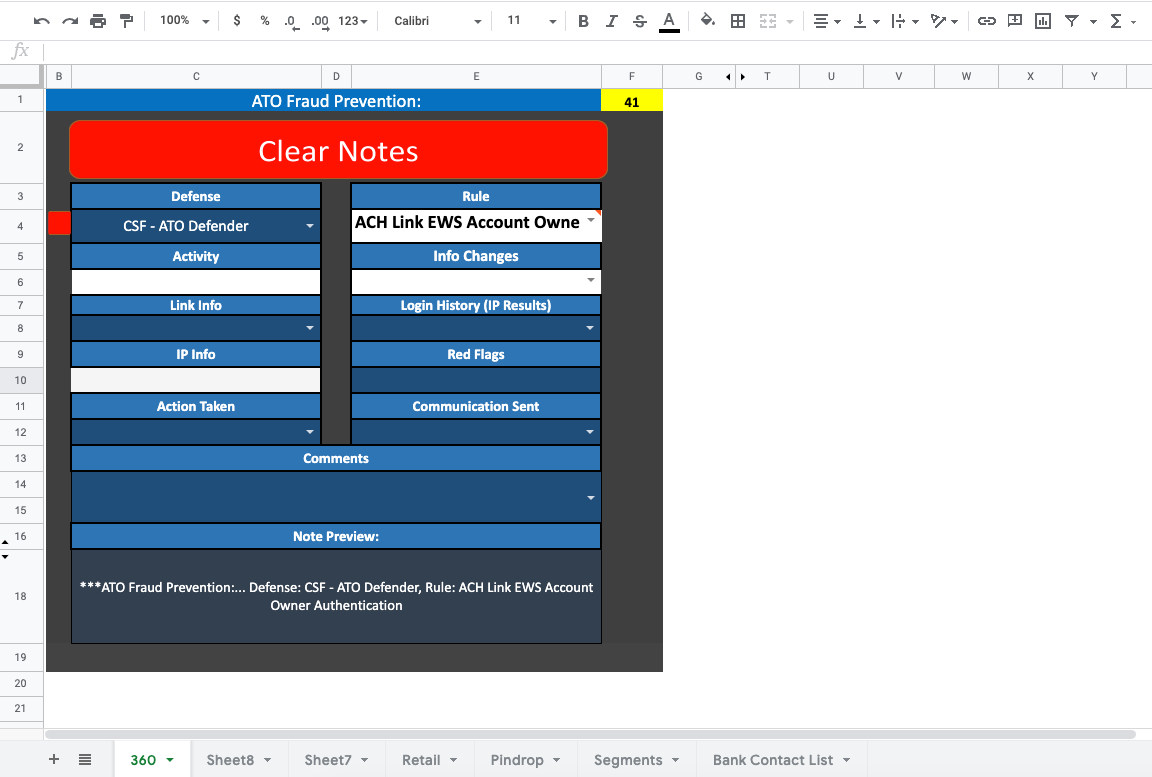 100% $ % .0 .00 123 Calibri 11 B I S A
fx
B C D E F G T U V W X Y
1 ATO Fraud Prevention: 41
2 Clear Notes
3 Defense Rule
4 CSF - ATO Defender ACH Link EWS Account Owne
5 Activity Info Changes
6
7 Link Info Login History (IP Results)
8
9 IP Info Red Flags
10
11 Action Taken Communication Sent
12
13 Comments
14
15
16 Note Preview:
18 ***ATO Fraud Prevention:... Defense: CSF - ATO Defender, Rule: ACH Link EWS Account
Owner Authentication
19
20
21
360 Sheet8 Sheet7 Retail Pindrop Segments Bank Contact List